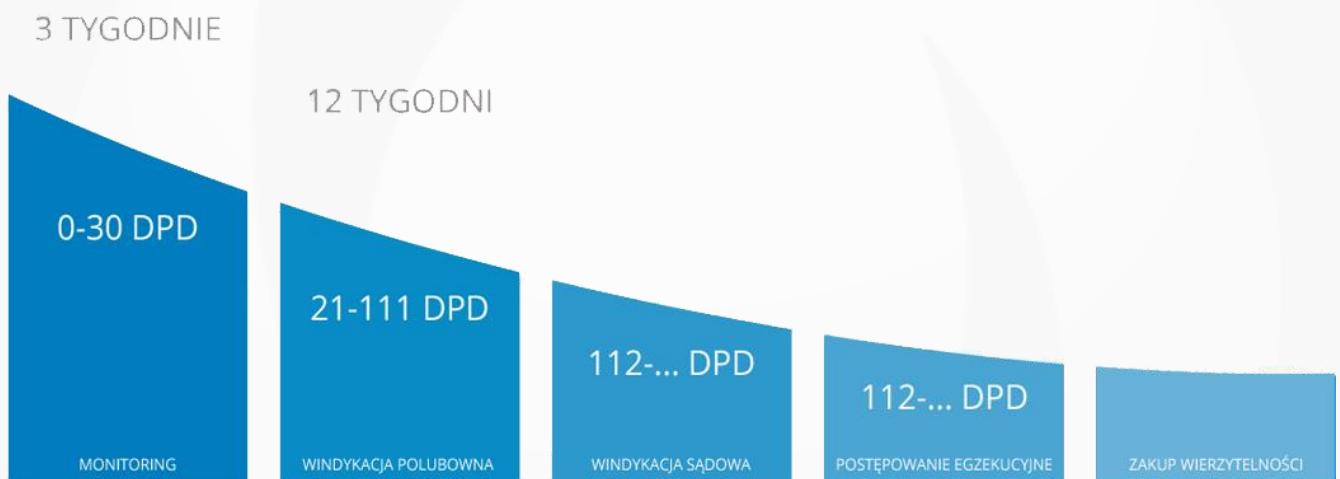 3 TYGODNIE
12 TYGODNI
0-30 DPD
21-111 DPD
112-... DPD
112-... DPD
MONITORING
WINDYKACJA POLUBOWNA
WINDYKACJA SĄDOWA
POSTĘPOWANIE EGZEKUCYJNE
ZAKUP WIERZYTELNOŚCI